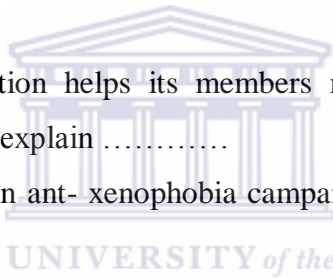 tion helps its members
explain …………
n ant- xenophobia campa
UNIVERSITY of the